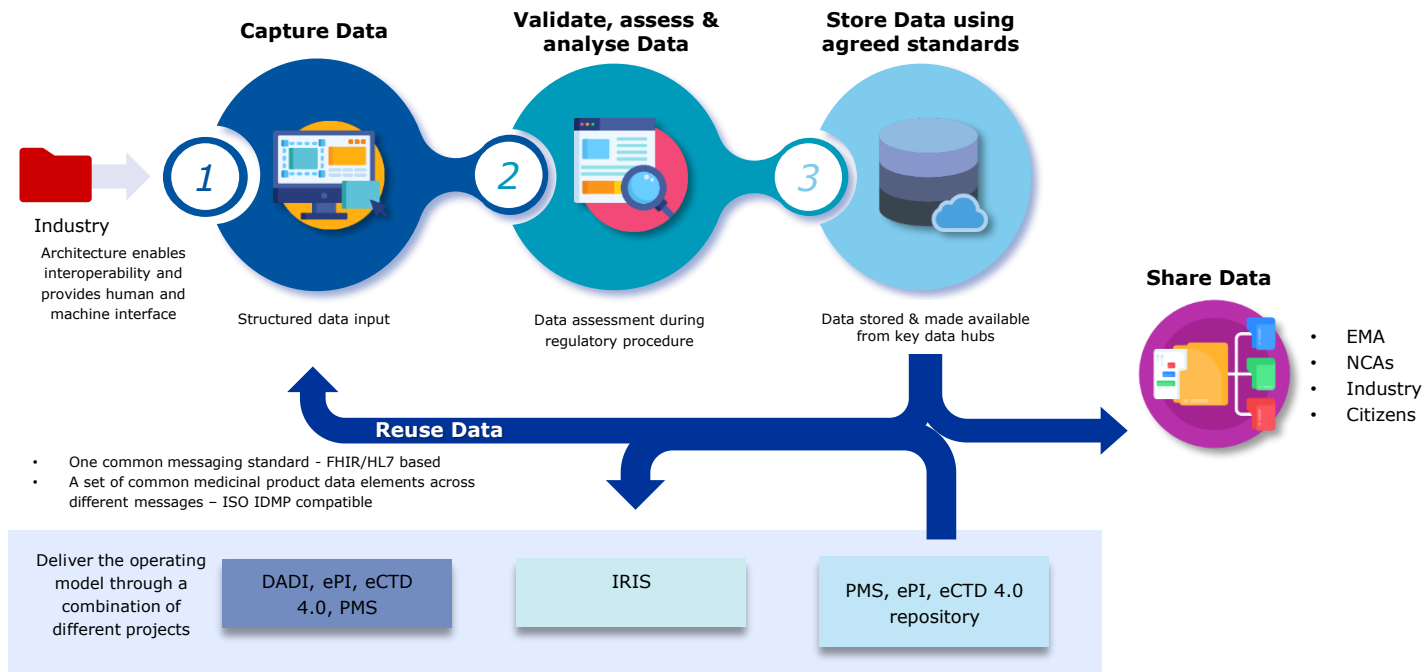 Capture Data
Validate, assess &
analyse Data
Store Data using
agreed standards
1
2
3
Industry
Architecture enables
interoperability and
provides human and
machine interface
Structured data input
Data assessment during
regulatory procedure
Data stored & made available
from key data hubs
Share Data
• EMA
• NCAs
• Industry
• Citizens
Reuse Data
• One common messaging standard - FHIR/HL7 based
• A set of common medicinal product data elements across
different messages – ISO IDMP compatible
Deliver the operating
model through a
combination of
different projects
DADI, ePI, eCTD
4.0, PMS
IRIS
PMS, ePI, eCTD 4.0
repository